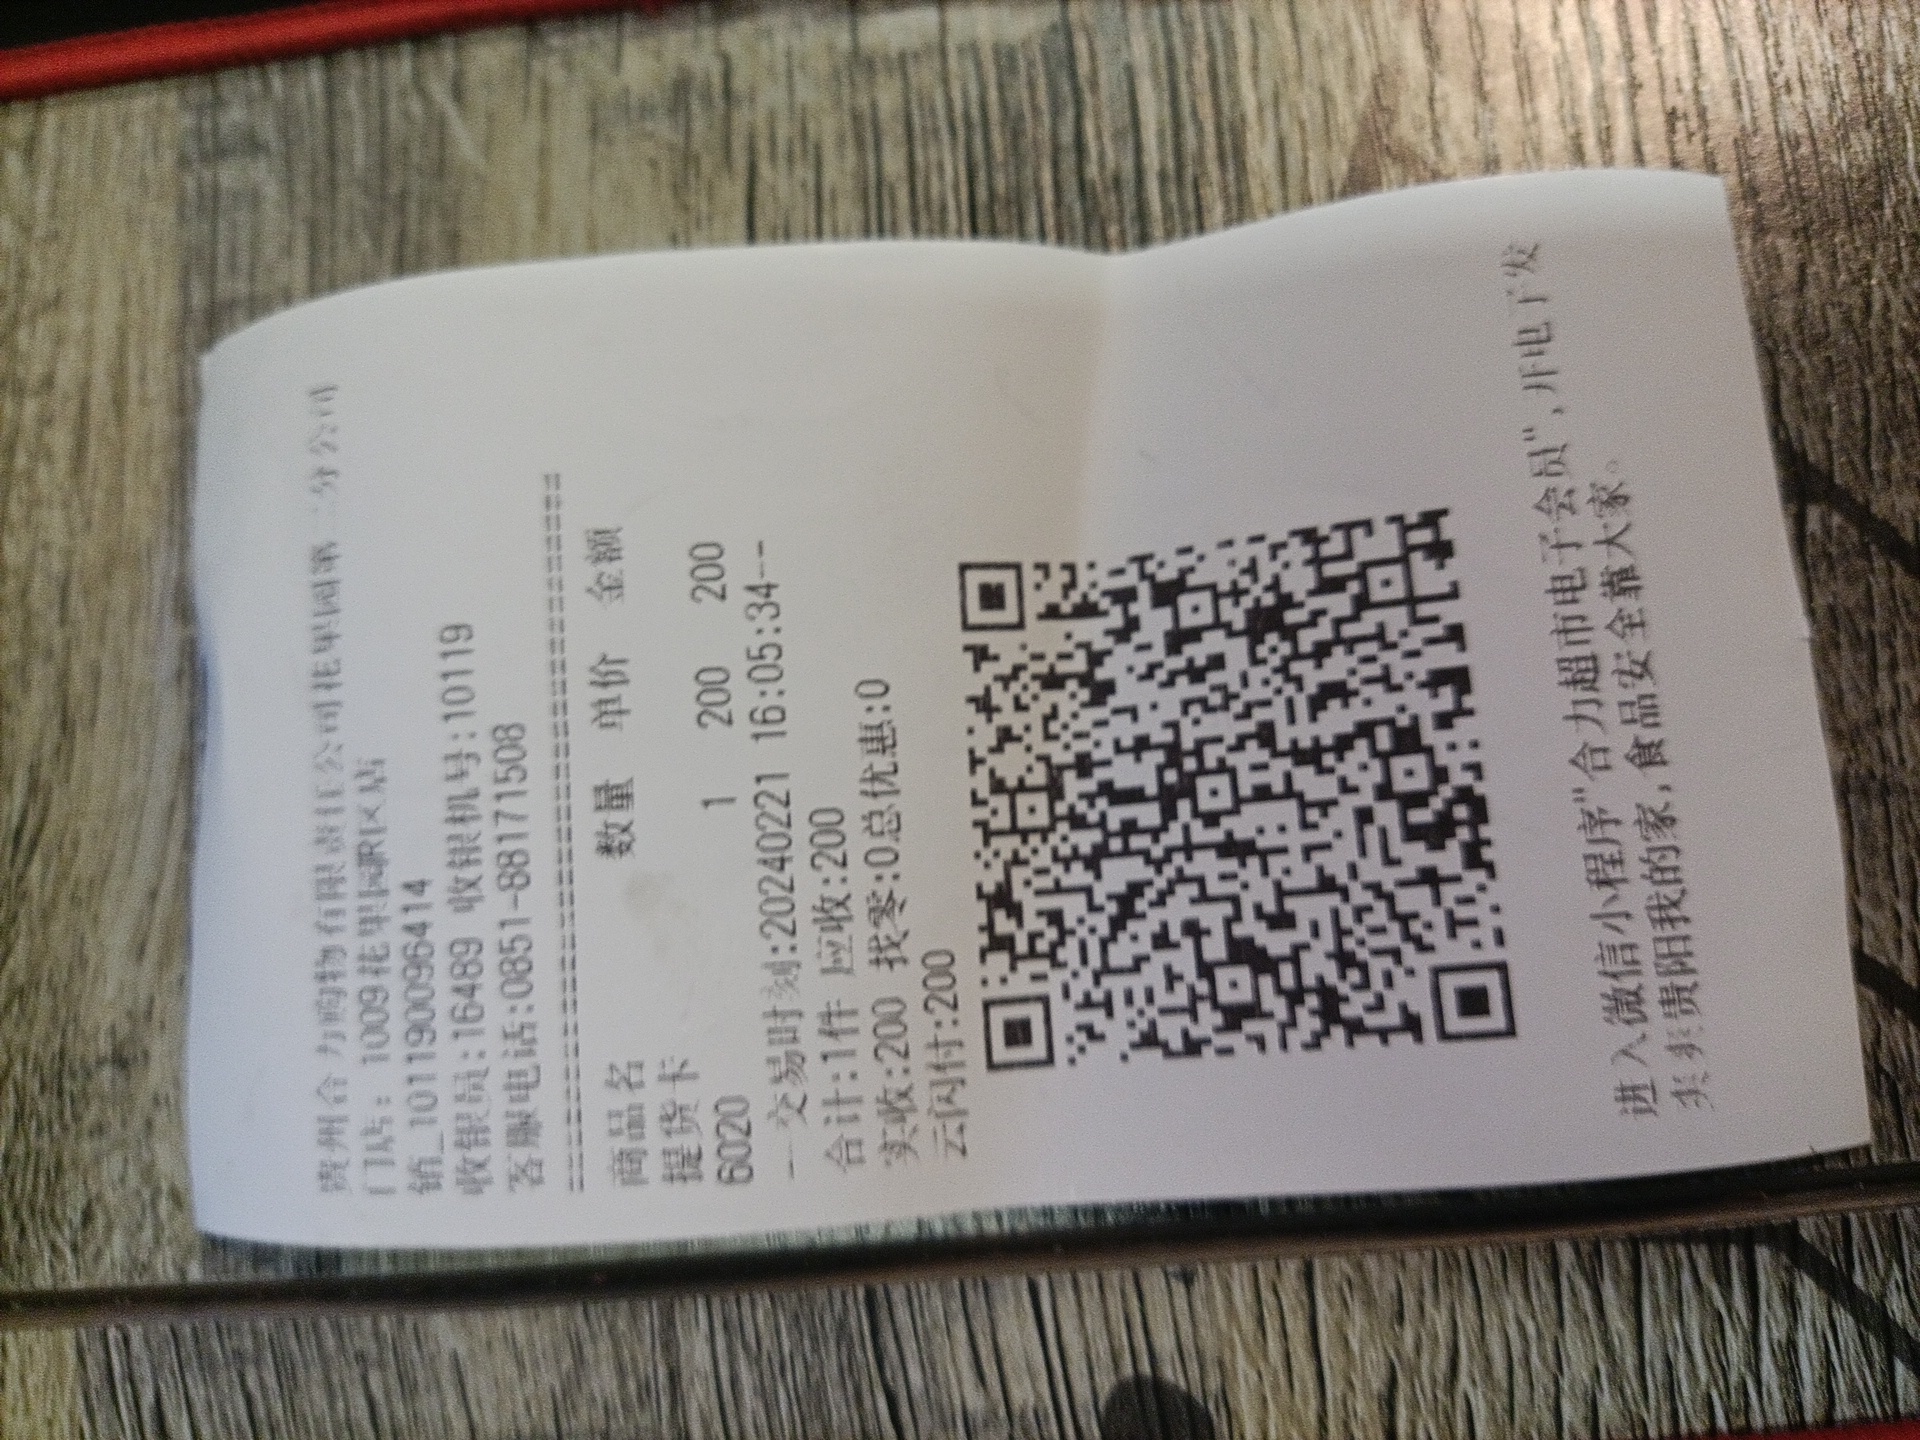 贵州合力购物有限责任公司花果园第二分公司
门店: 1009花果园R区店
销_101190096414
收银员:16489 收银机号:10119
客服电话:0851-88171508
================================
商品名 数量 单价 金额
提货卡
6020 1 200 200
--交易时刻:20240221 16:05:34--
合计:1件 应收:200
实收:200 找零:0总优惠:0
云闪付:200
进入微信小程序"合力超市电子会员",开电子发
票贵阳我的家,食品安全靠大家。